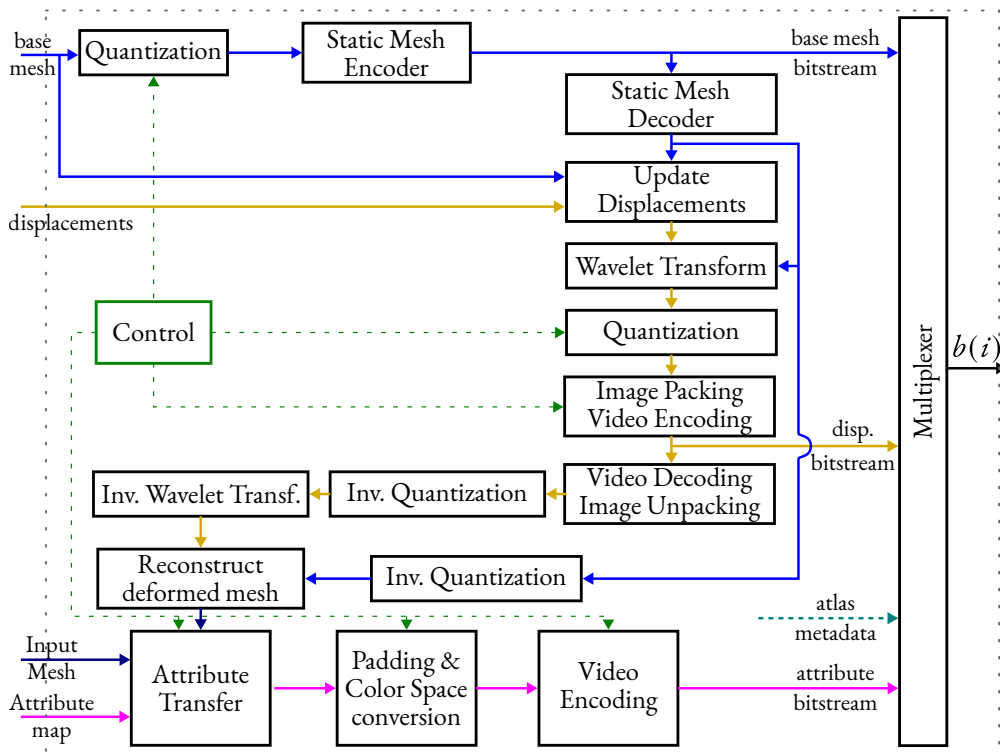 base
mesh
Quantization
Static Mesh
Encoder
base mesh
bitstream
Static Mesh
Decoder
Update
Displacements
displacements
Wavelet Transform
Control
Quantization
Multiplexer
b(i)
Image Packing
Video Encoding
disp.
bitstream
Inv. Wavelet Transf.
Inv. Quantization
Video Decoding
Image Unpacking
Reconstruct
deformed mesh
Inv. Quantization
atlas
metadata
Input
Mesh
Attribute
map
Attribute
Transfer
Padding &
Color Space
conversion
Video
Encoding
attribute
bitstream